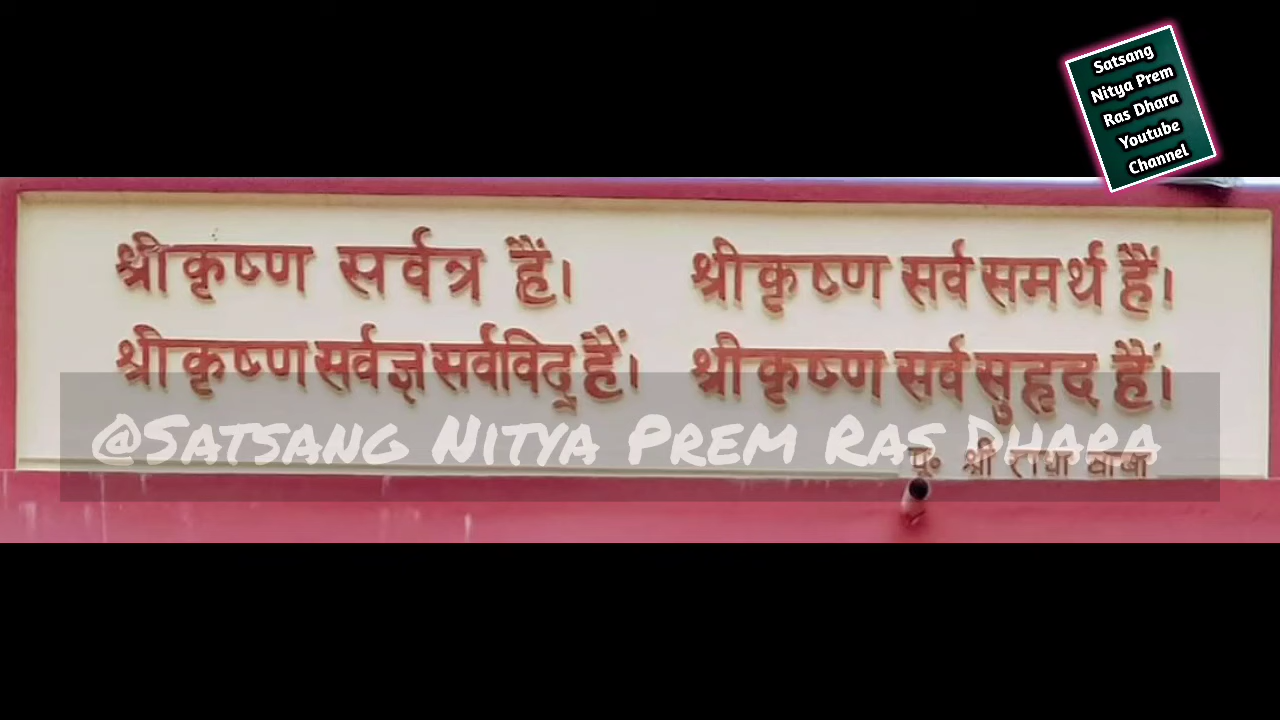 Satsang
Nitya Prem
Ras Dhara
Youtube
Channel
श्रीकृष्ण सर्वत्र हैं। श्रीकृष्ण सर्वसमर्थ हैं।
श्रीकृष्ण सर्वज्ञ सर्वविद् हैं। श्रीकृष्ण सर्वसुहृद हैं।
@Satsang Nitya Prem Ras Dhara
पू॰ श्री राधा बाबा